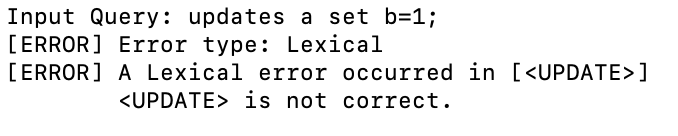 Input Query: updates a set b=1;
[ERROR] Error type: Lexical
[ERROR] A Lexical error occurred in [<UPDATE>]
<UPDATE> is not correct.